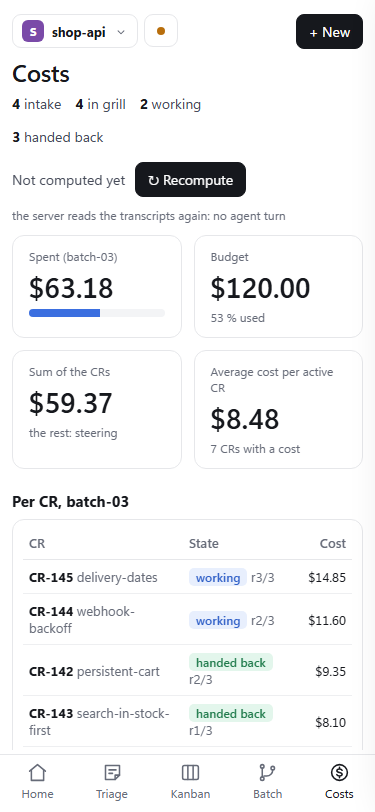 S shop-api
+ New
Costs
4 intake 4 in grill 2 working
3 handed back
Not computed yet ↻ Recompute
the server reads the transcripts again: no agent turn
Spent (batch-03)
$63.18
Budget
$120.00
53 % used
Sum of the CRs
$59.37
the rest: steering
Average cost per active
CR
$8.48
7 CRs with a cost
Per CR, batch-03
CR State Cost
CR-145 delivery-dates working r3/3 $14.85
CR-144 webhook-
backoff working r2/3 $11.60
CR-142 persistent-cart handed back
r2/3 $9.35
CR-143 search-in-stock-
first handed back
r1/3 $8.10
Home Triage Kanban Batch Costs